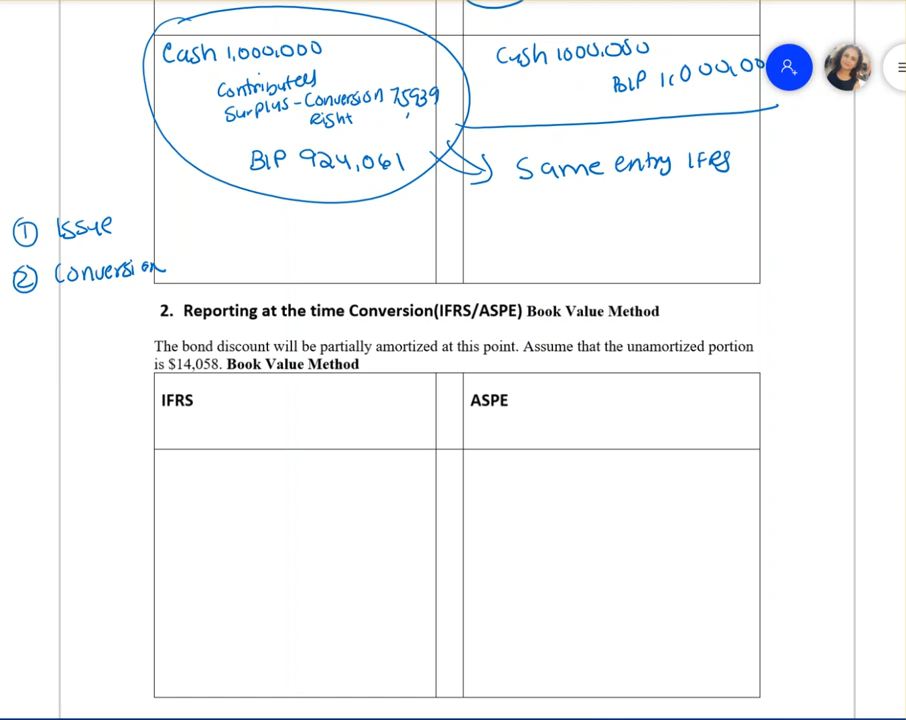 Cash 1,000,000
Contributed
Surplus - Conversion 75939
Right
BIP 924,061
Cash 1000,000
BIP 1,000,00
Same entry IFRS
① Issue
② Conversion
2. Reporting at the time Conversion(IFRS/ASPE) Book Value Method
The bond discount will be partially amortized at this point. Assume that the unamortized portion
is $14,058. Book Value Method
IFRS
ASPE